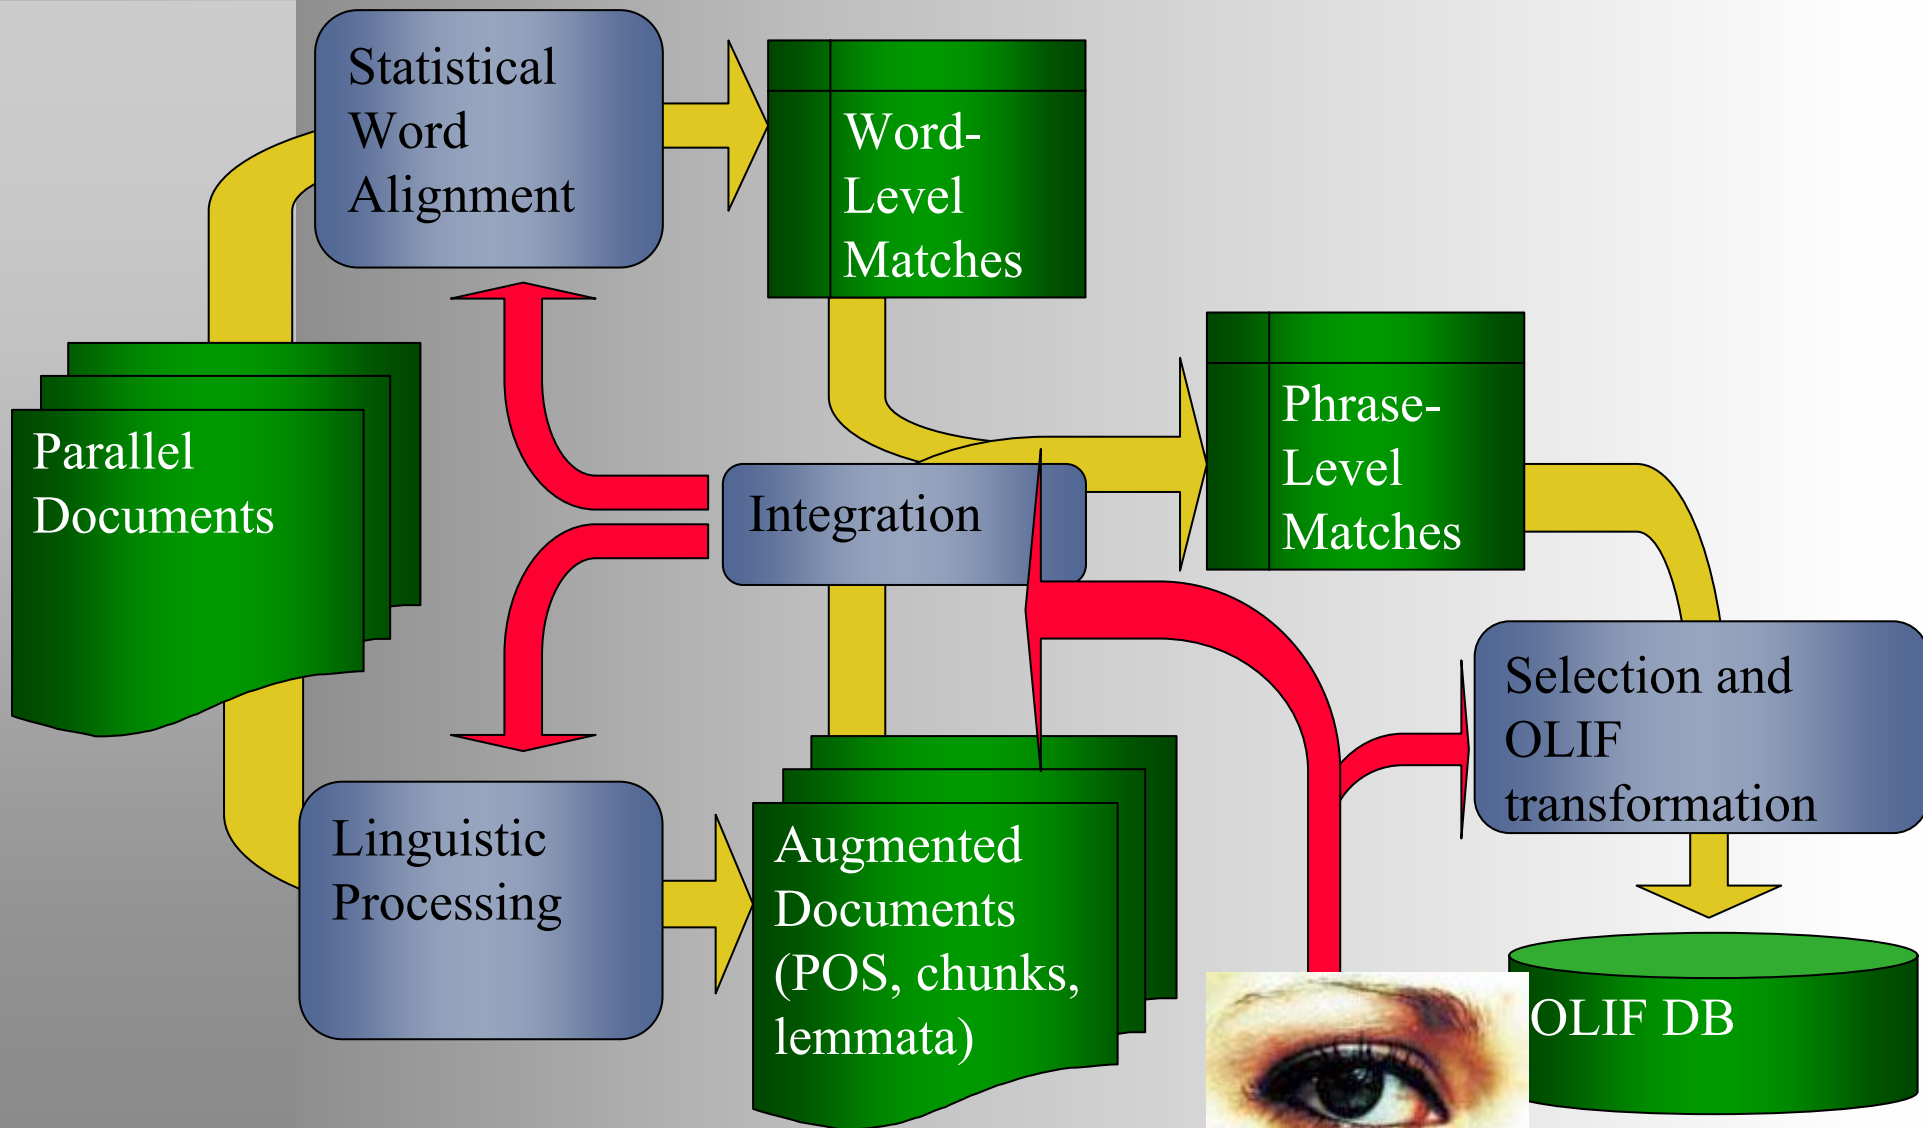 Statistical
Word
Alignment
Word-
Level
Matches
Parallel
Documents
Integration
Phrase-
Level
Matches
Linguistic
Processing
Augmented
Documents
(POS, chunks,
lemmata)
Selection and
OLIF
transformation
OLIF DB